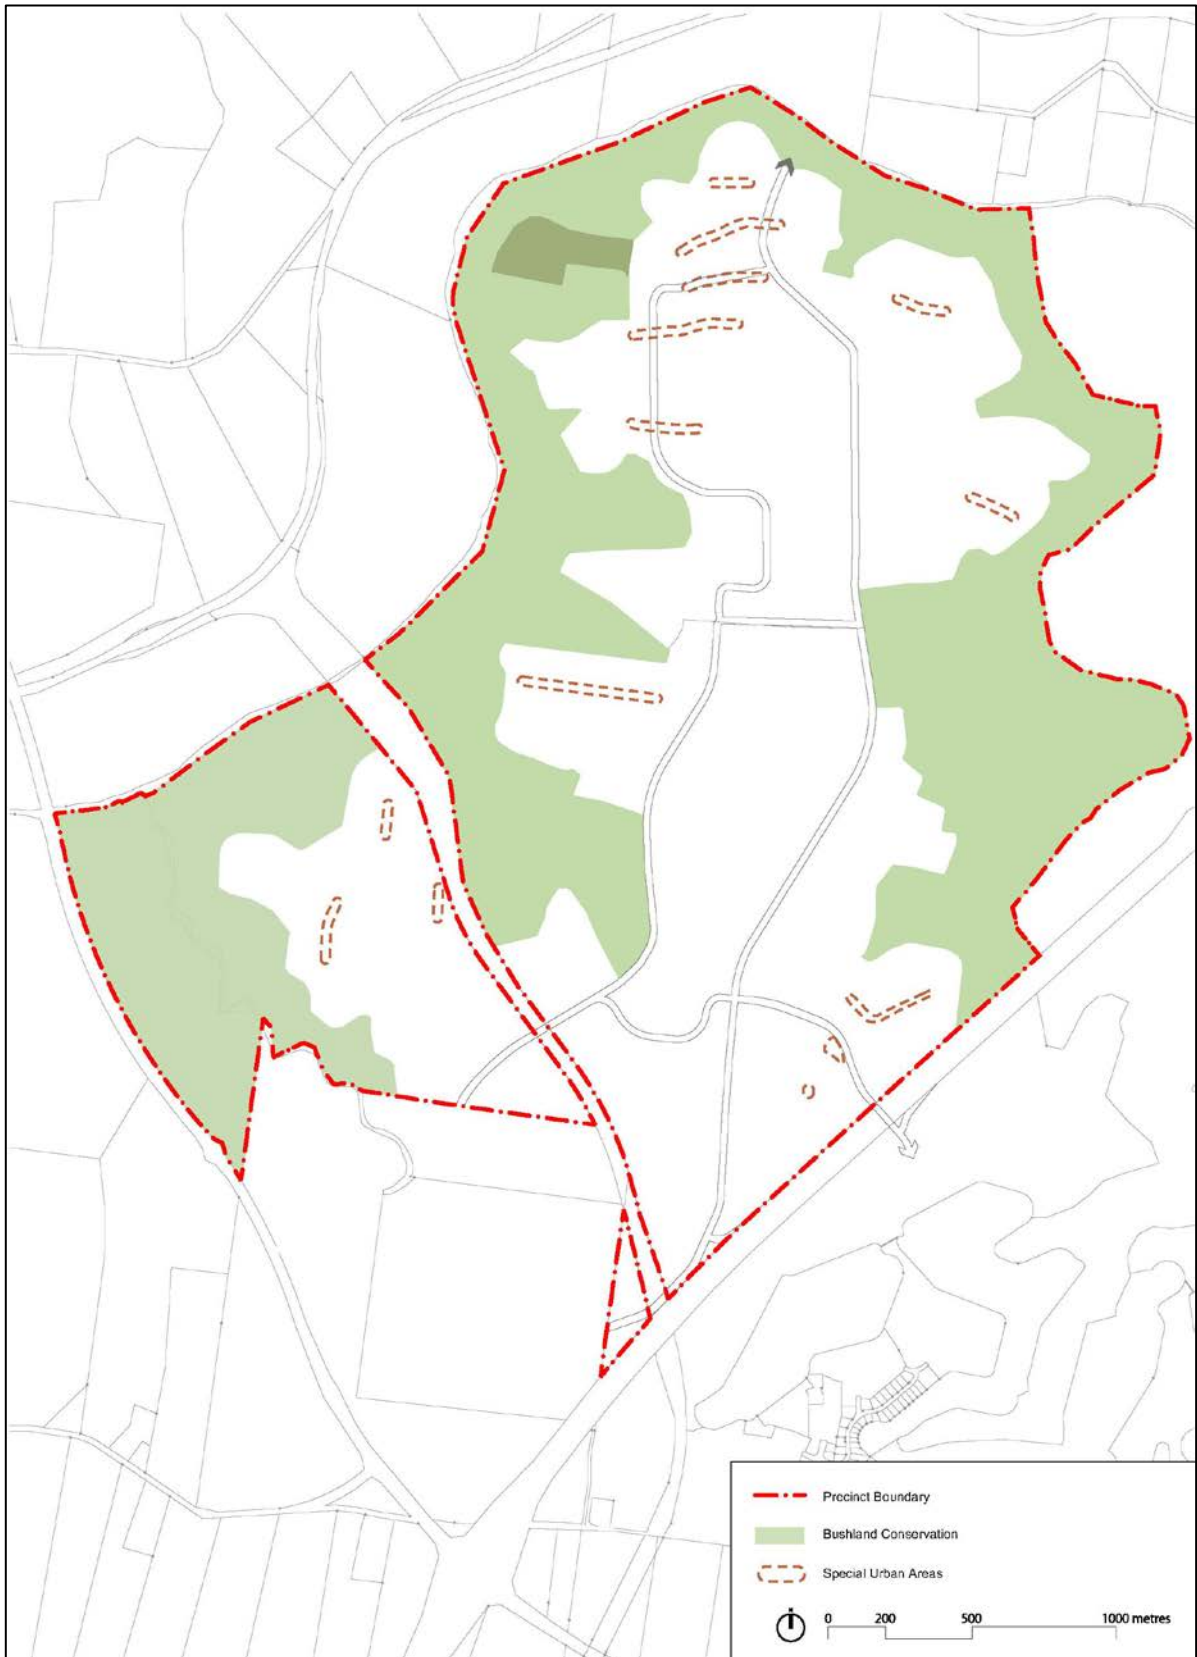 Precinct Boundary
Bushland Conservation
Special Urban Areas
0 200 500 1000 metres